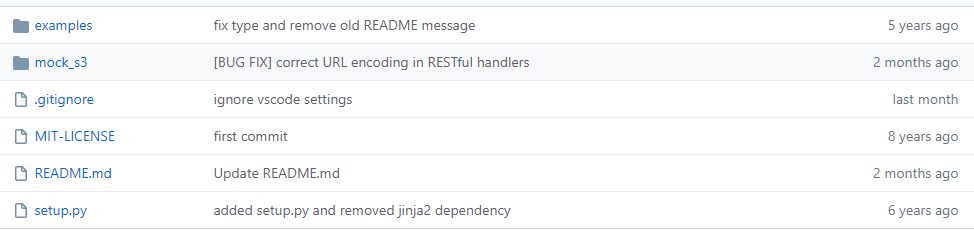 examples fix type and remove old README message 5 years ago
mock_s3 [BUG FIX] correct URL encoding in RESTful handlers 2 months ago
.gitignore ignore vscode settings last month
MIT-LICENSE first commit 8 years ago
README.md Update README.md 2 months ago
setup.py added setup.py and removed jinja2 dependency 6 years ago